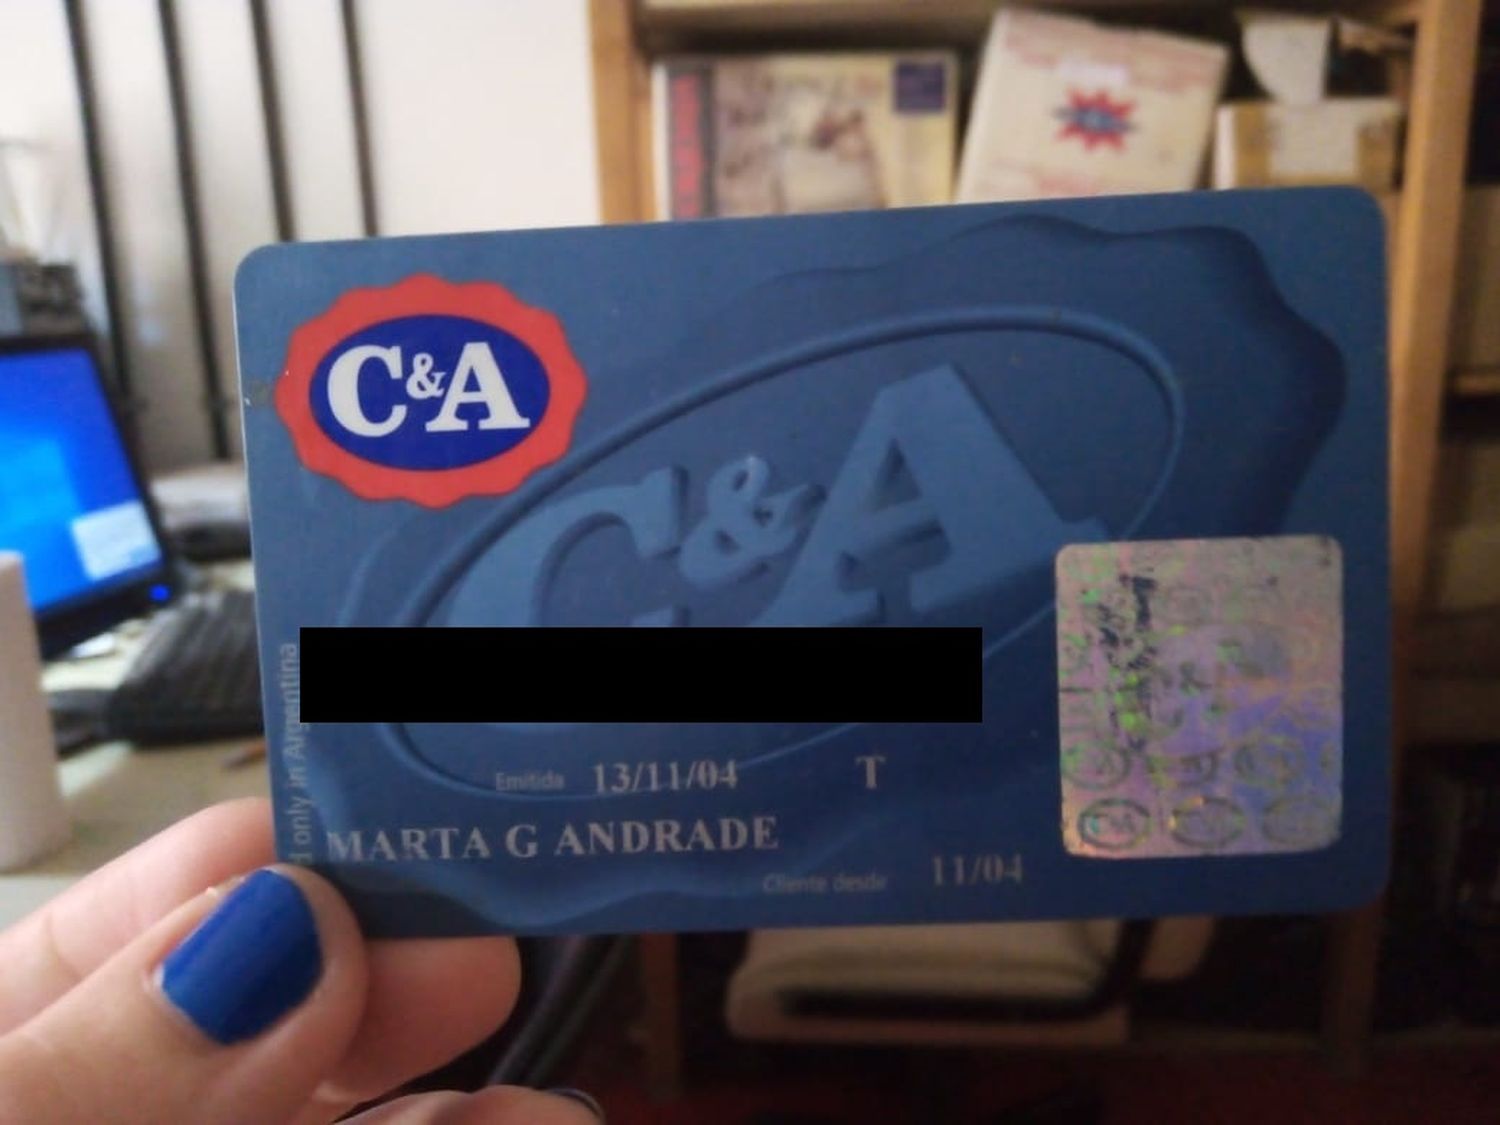 C&A
C&A
d only in Argentina
Emitida 13/11/04 T
MARTA G ANDRADE
Cliente desde 11/04